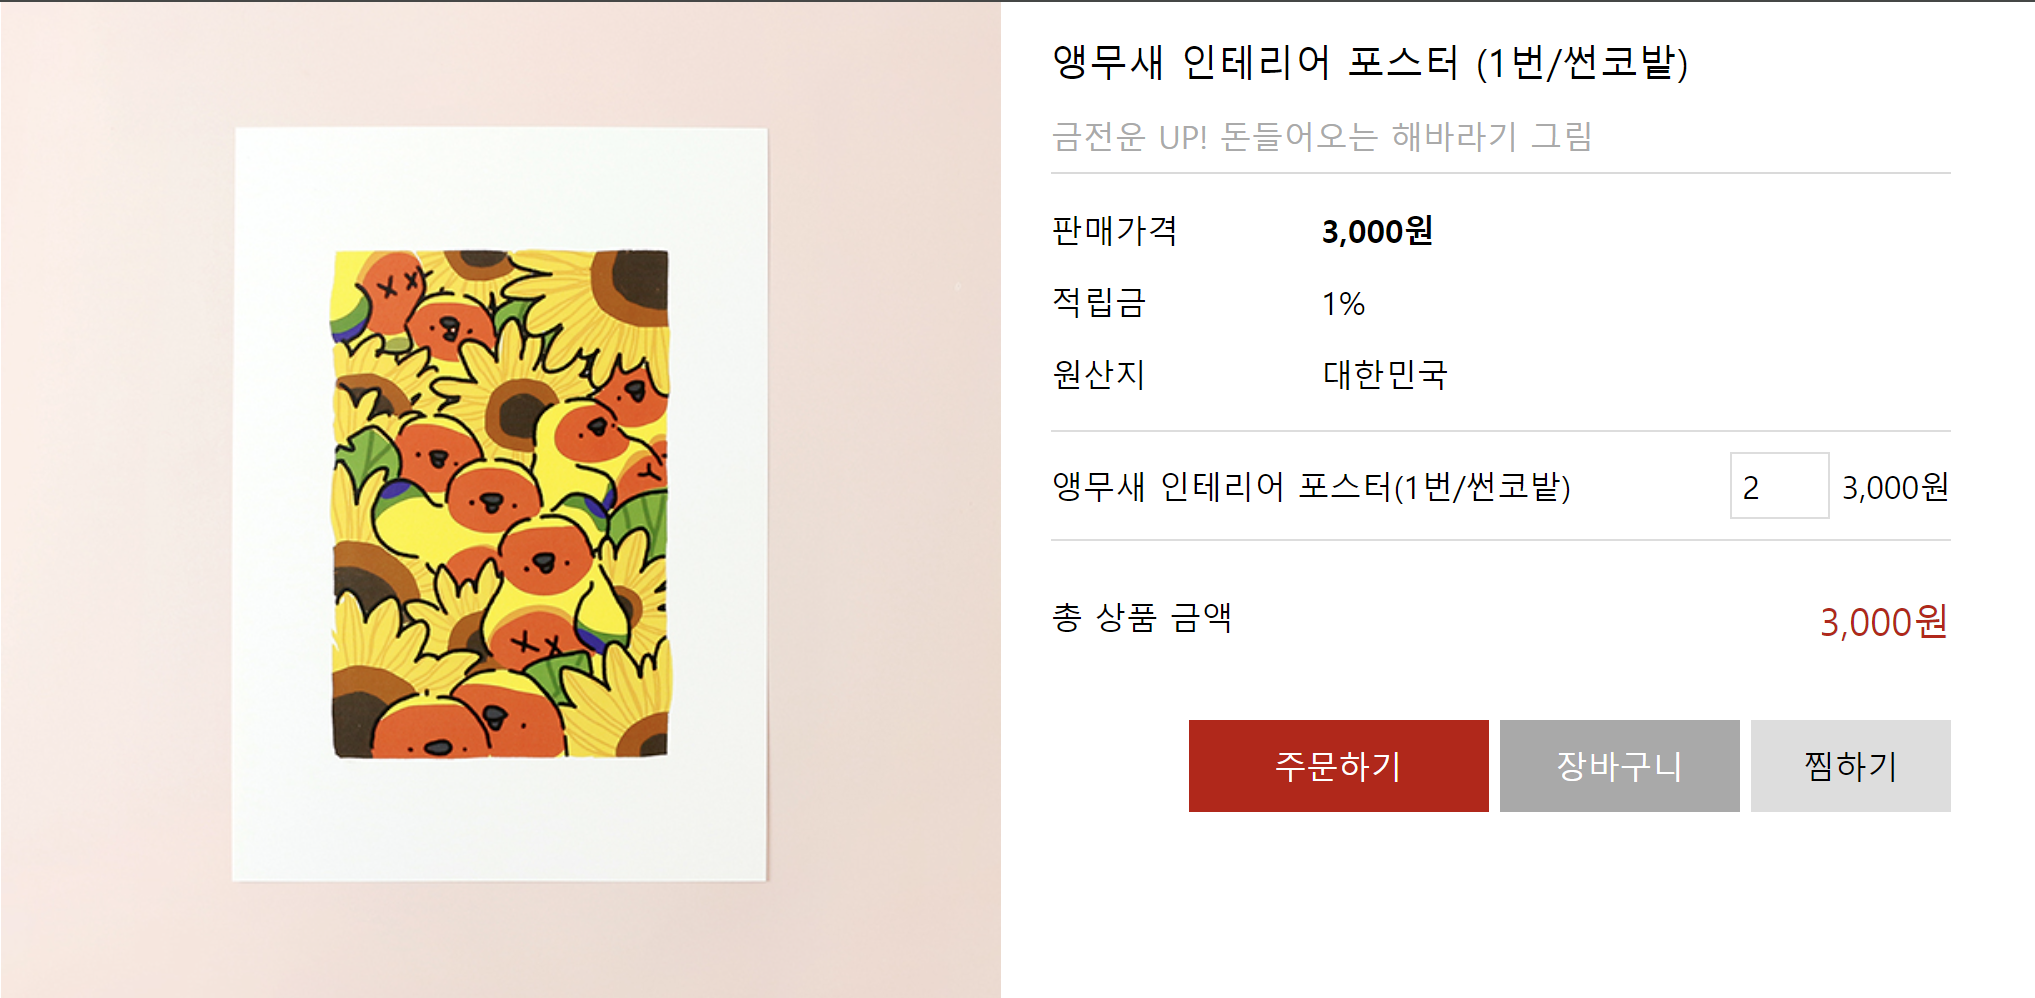 앵무새 인테리어 포스터 (1번/썬코밭)
금전운 UP! 돈들어오는 해바라기 그림
판매가격 3,000원
적립금 1%
원산지 대한민국
앵무새 인테리어 포스터(1번/썬코밭) 2 3,000원
총 상품 금액 3,000원
주문하기 장바구니 찜하기